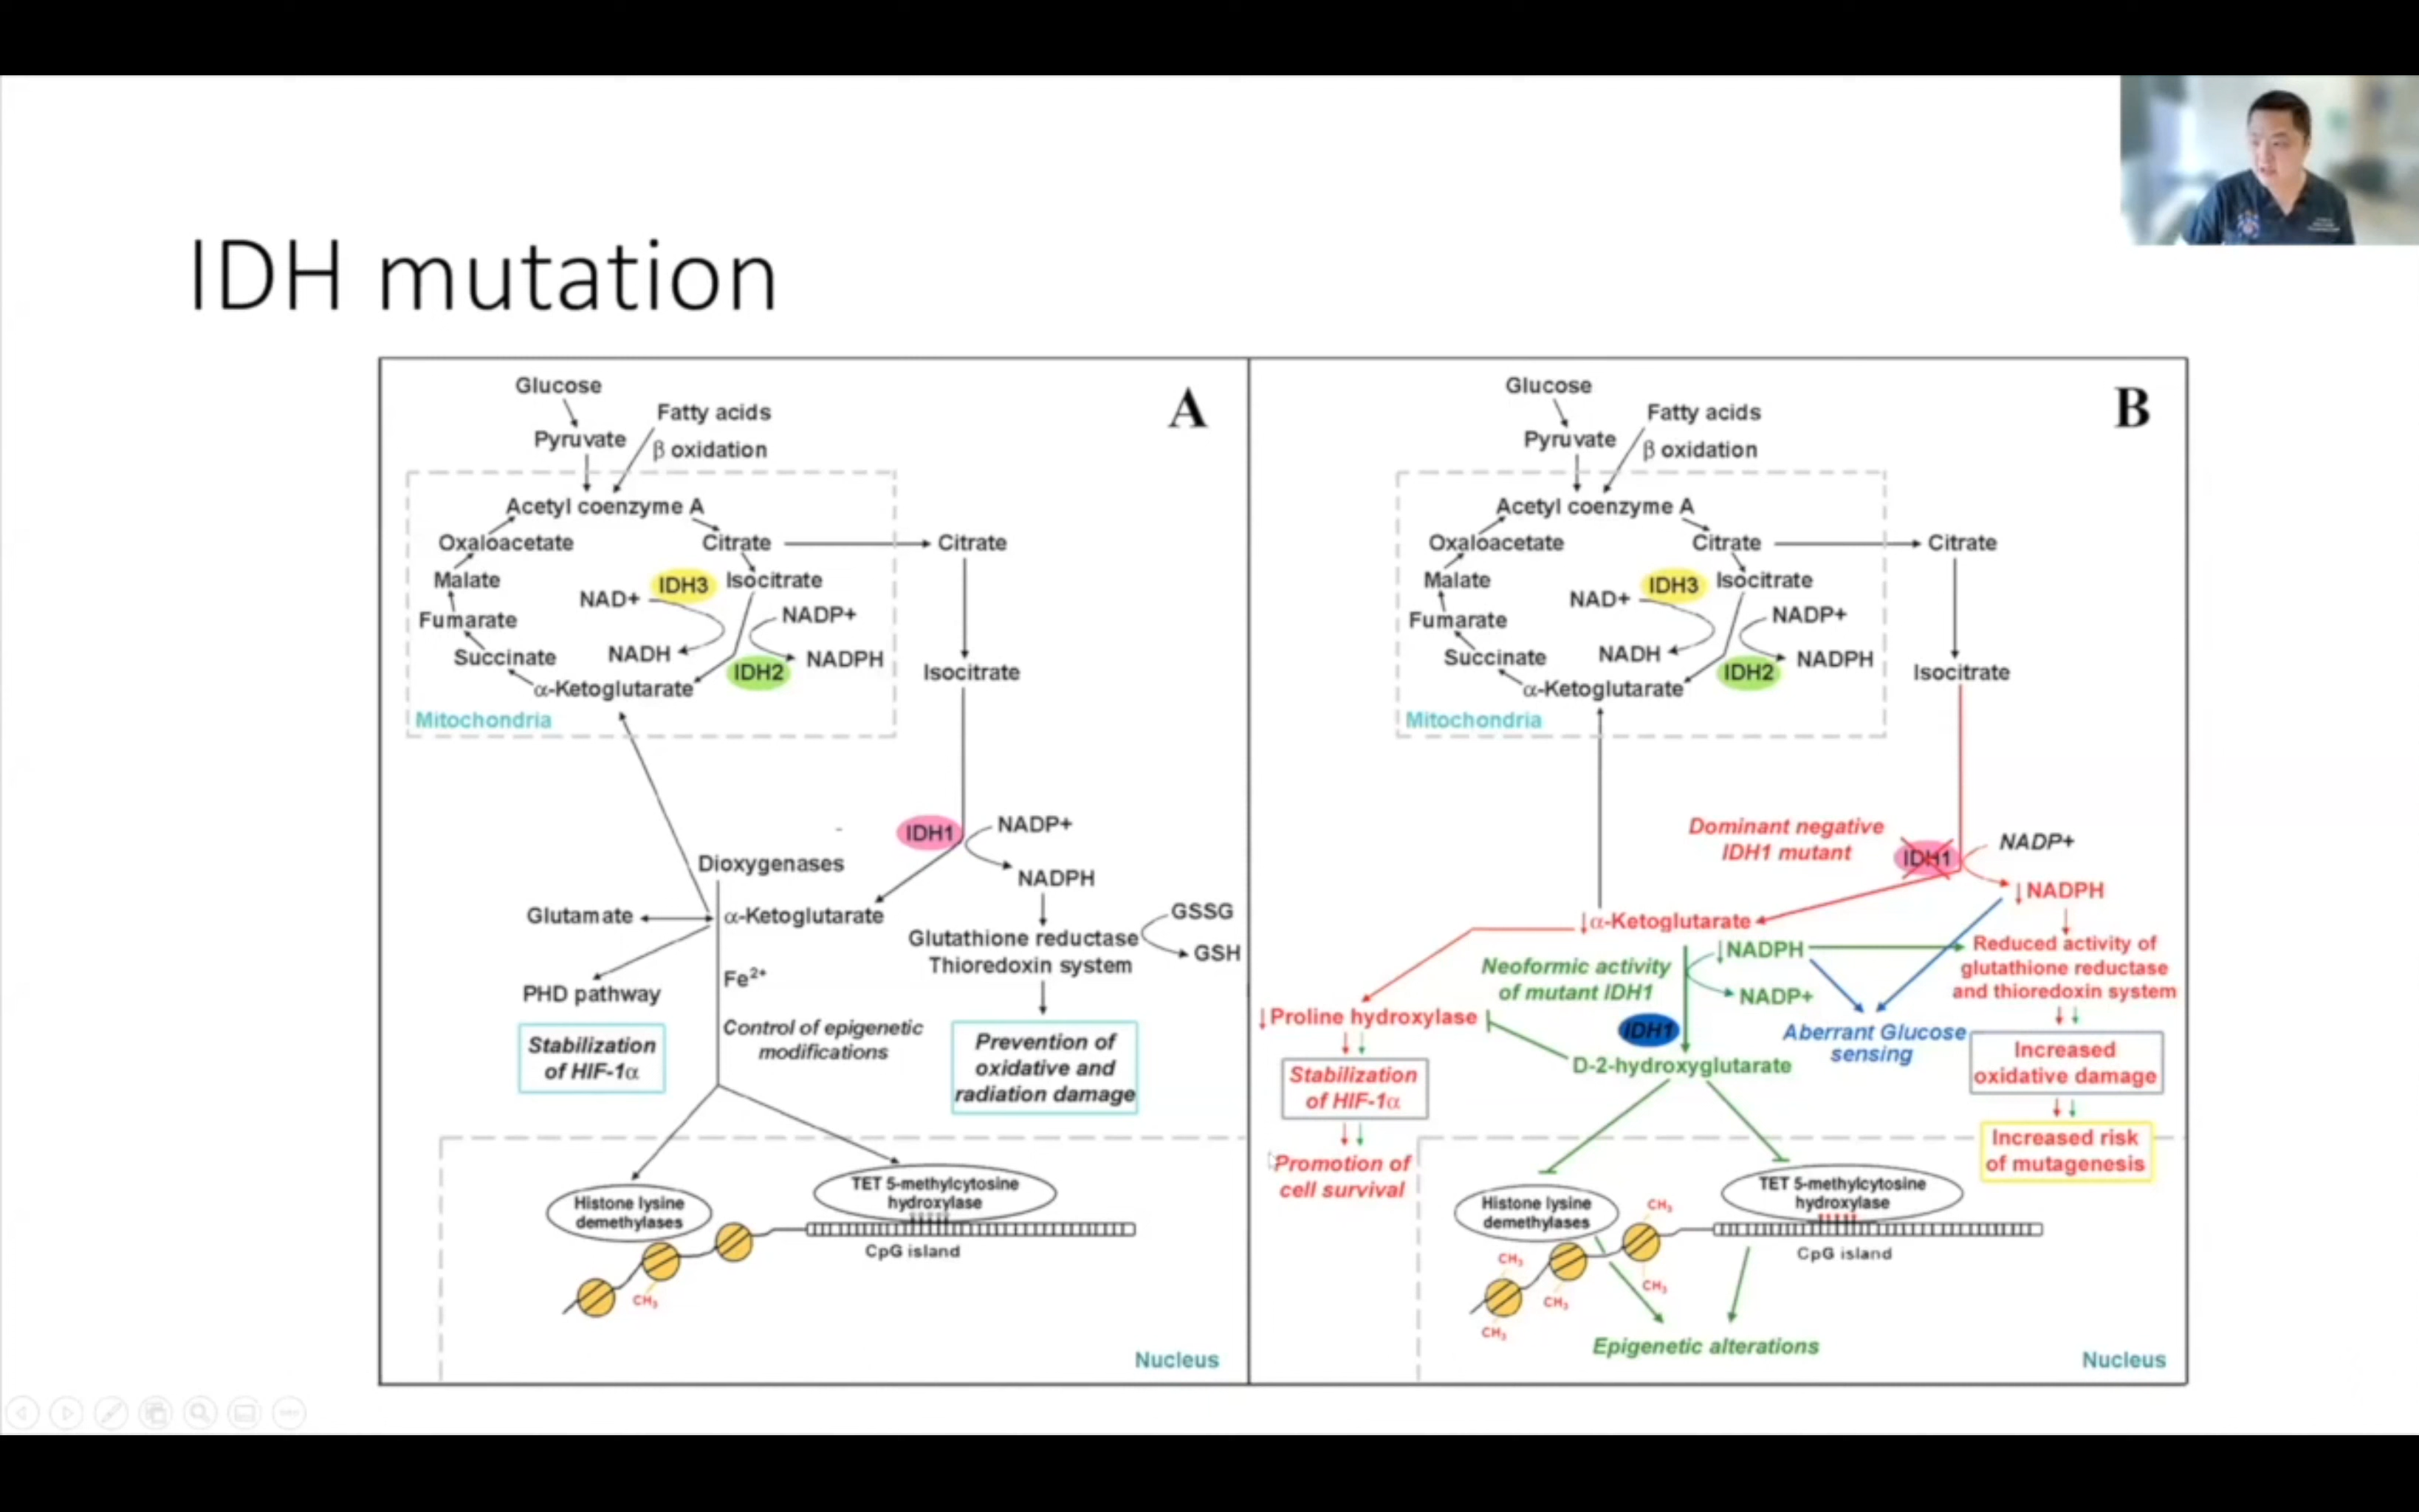 IDH mutation
A
Glucose
Fatty acids
Pyruvate
β oxidation
Acetyl coenzyme A
Oxaloacetate
Citrate
Citrate
Malate
IDH3
Isocitrate
NAD+
NADP+
Fumarate
Succinate
NADH
NADPH
IDH2
Isocitrate
α-Ketoglutarate
Mitochondria
IDH1
NADP+
Dioxygenases
NADPH
Glutamate
α-Ketoglutarate
GSSG
Glutathione reductase
GSH
Thioredoxin system
Fe2+
PHD pathway
Control of epigenetic
modifications
Stabilization
of HIF-1α
Prevention of
oxidative and
radiation damage
Histone lysine
demethylases
TET 5-methylcytosine
hydroxylase
CpG island
CH3
Nucleus
B
Glucose
Fatty acids
Pyruvate
β oxidation
Acetyl coenzyme A
Oxaloacetate
Citrate
Citrate
Malate
IDH3
Isocitrate
NAD+
NADP+
Fumarate
Succinate
NADH
NADPH
IDH2
Isocitrate
α-Ketoglutarate
Mitochondria
Dominant negative
IDH1 mutant
IDH1
NADP+
NADPH
α-Ketoglutarate
NADPH
Neoformic activity
of mutant IDH1
NADP+
Reduced activity of
glutathione reductase
and thioredoxin system
Proline hydroxylase
IDH1
Aberrant Glucose
sensing
D-2-hydroxyglutarate
Increased
oxidative damage
Stabilization
of HIF-1α
Increased risk
of mutagenesis
Promotion of
cell survival
Histone lysine
demethylases
TET 5-methylcytosine
hydroxylase
CpG island
CH3
CH3
CH3
CH3
CH3
Epigenetic alterations
Nucleus